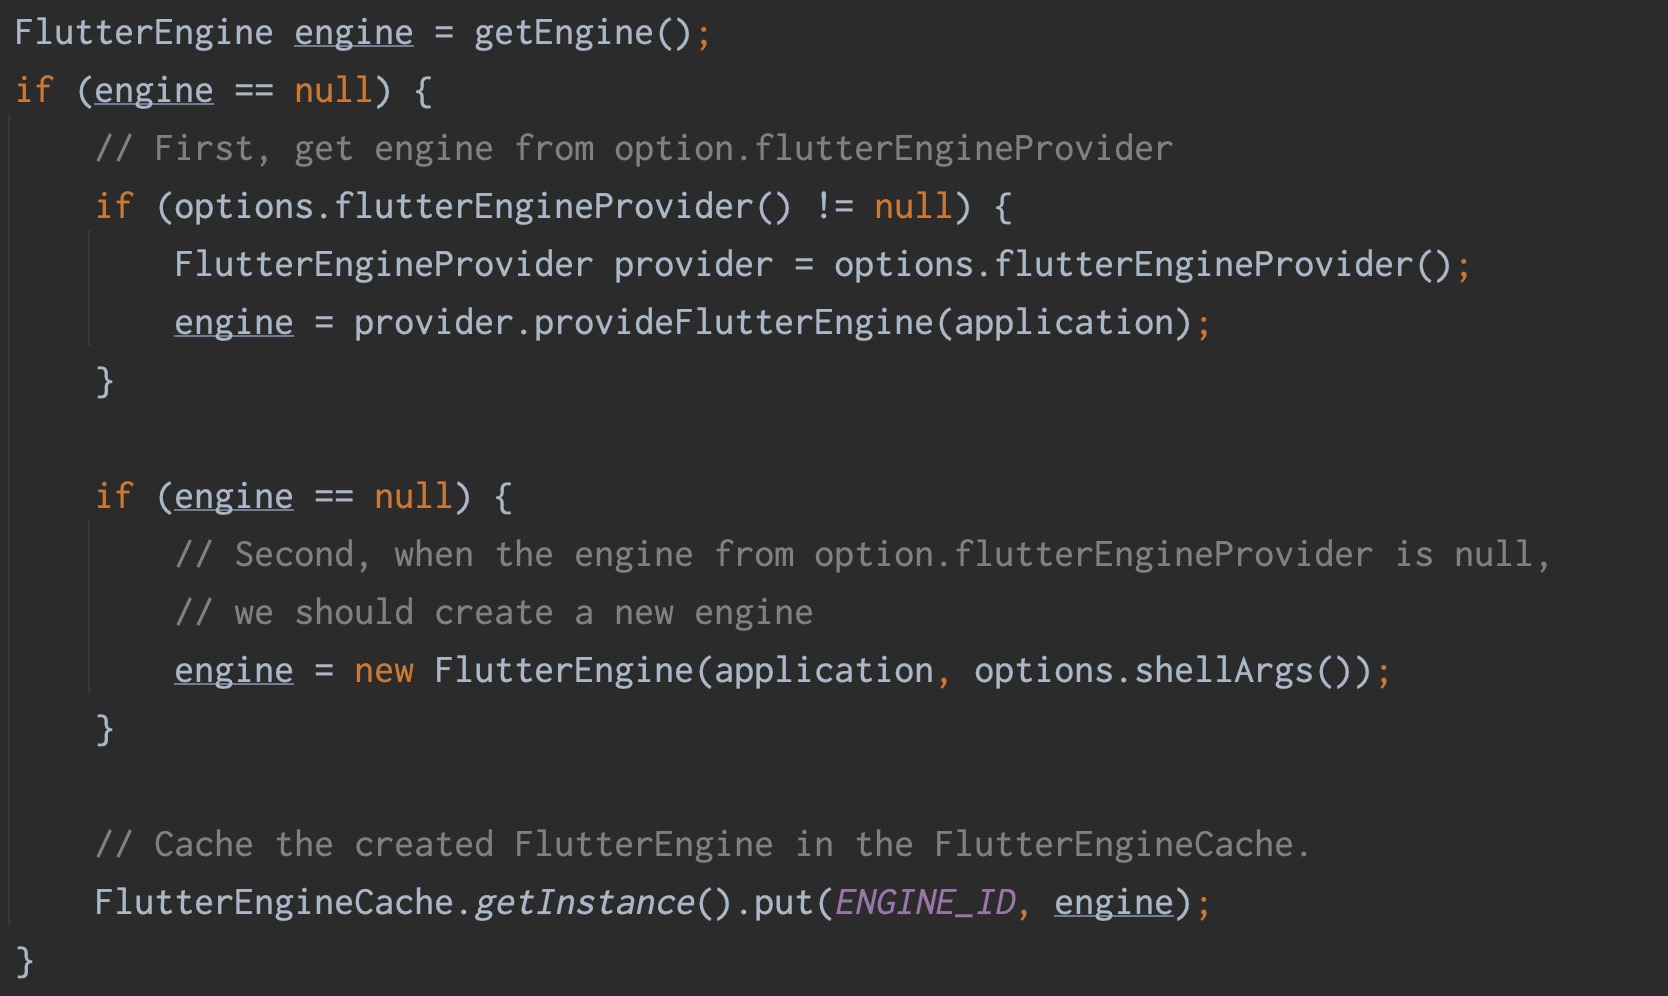 FlutterEngine engine = getEngine();
if (engine == null) {
// First, get engine from option.flutterEngineProvider
if (options.flutterEngineProvider() != null) {
FlutterEngineProvider provider = options.flutterEngineProvider();
engine = provider.provideFlutterEngine(application);
}
if (engine == null) {
// Second, when the engine from option.flutterEngineProvider is null,
// we should create a new engine
engine = new FlutterEngine(application, options.shellArgs());
}
// Cache the created FlutterEngine in the FlutterEngineCache.
FlutterEngineCache.getInstance().put(ENGINE_ID, engine);
}